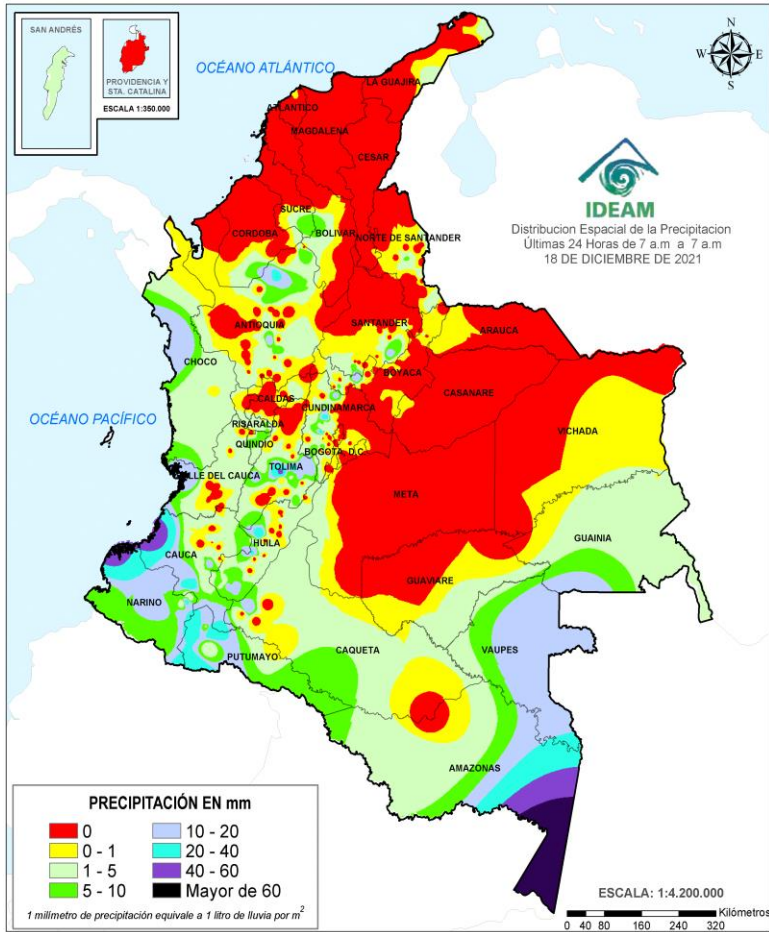 SAN ANDRÉS
PROVIDENCIA Y
STA. CATALINA
ESCALA 1:350.000
OCÉANO ATLÁNTICO
N
W
E
S
LA GUAJIRA
ATLANTICO
MAGDALENA
CESAR
IDEAM
Distribucion Espacial de la Precipitacion
Últimas 24 Horas de 7 a.m a 7 a.m
18 DE DICIEMBRE DE 2021
SUCRE
CORDOBA
BOLIVAR
NORTE DE SANTANDER
ANTIOQUIA
SANTANDER
ARAUCA
CHOCO
BOYACA
CASANARE
CALDAS
CUNDINAMARCA
OCÉANO PACÍFICO
RISARALDA
VICHADA
QUINDIO
BOGOTA, D.C.
TOLIMA
VALLE DEL CAUCA
META
GUAINIA
CAUCA
HUILA
GUAVIARE
NARINO
CAQUETA
VAUPES
PUTUMAYO
AMAZONAS
PRECIPITACIÓN EN mm
0
10 - 20
0 - 1
20 - 40
1 - 5
40 - 60
5 - 10
Mayor de 60
1 milímetro de precipitación equivale a 1 litro de lluvia por m²
ESCALA: 1:4.200.000
Kilómetros
0 40 80 160 240 320